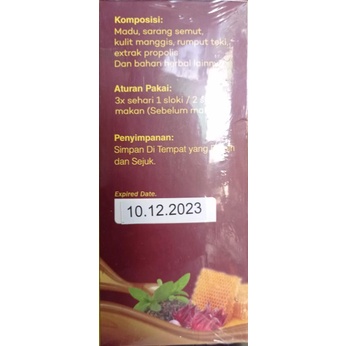 Komposisi:
Madu, sarang semut,
kulit manggis, rumput teki,
extrak propolis
Dan bahan herbal
Aturan Pakai:
3x sehari 1 sloki / 2
makan (Sebelum
Penyimpanan:
Simpan Di Tempat yang
dan Sejuk.
Expired Date.
10.12.2023